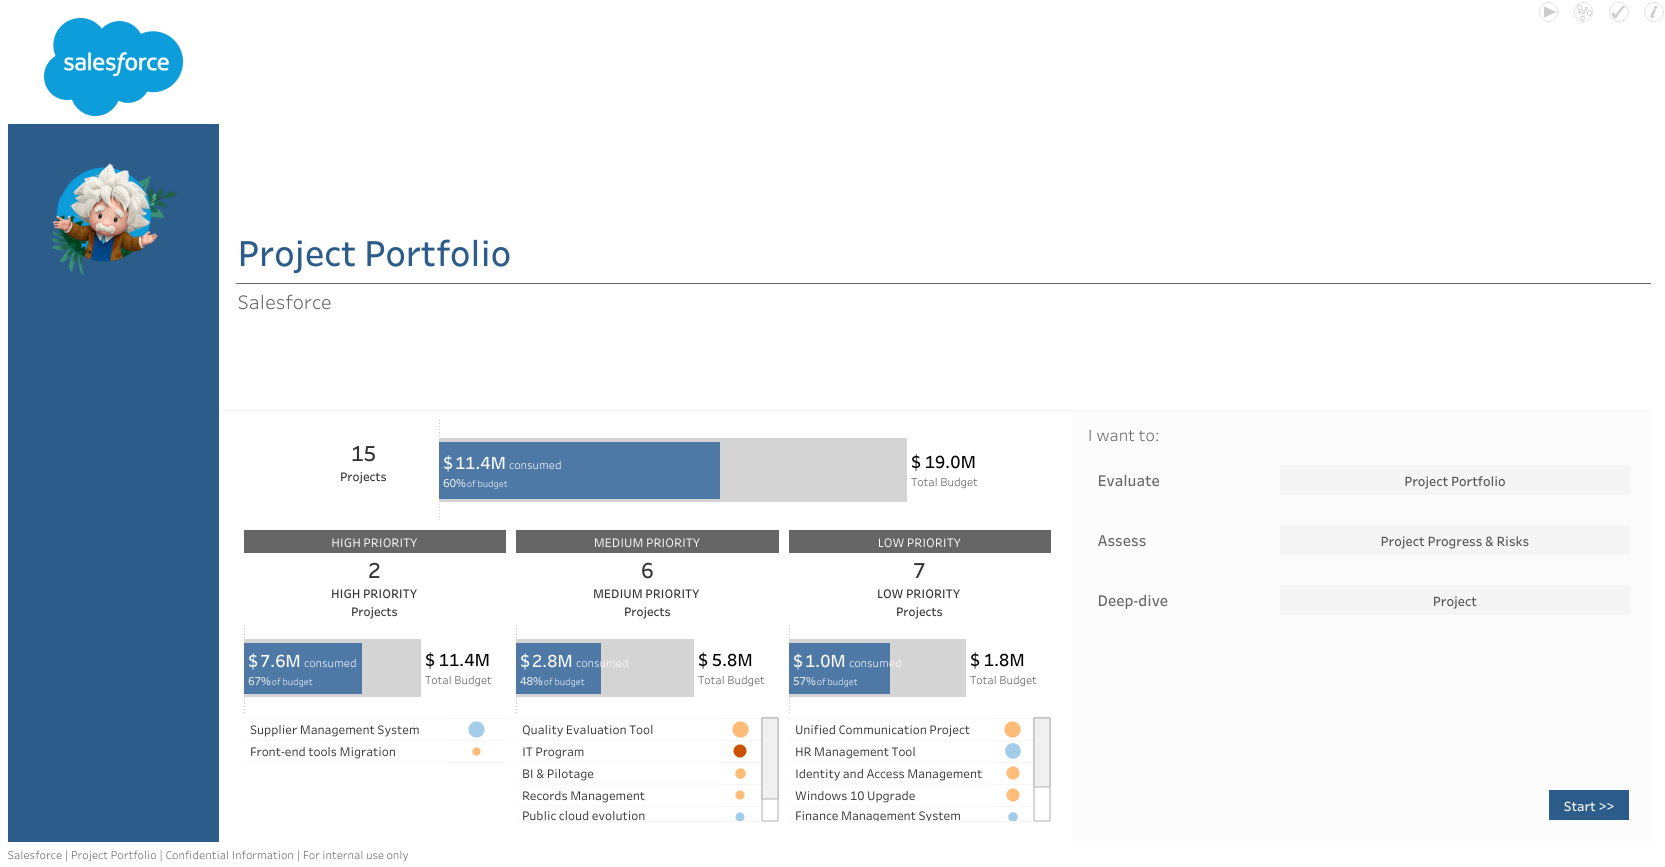 salesforce
Project Portfolio
Salesforce
15
Projects
$ 11.4M consumed
60% of budget
$ 19.0M
Total Budget
HIGH PRIORITY
2
HIGH PRIORITY
Projects
$ 7.6M consumed
67% of budget
$ 11.4M
Total Budget
Supplier Management System
Front-end tools Migration
MEDIUM PRIORITY
6
MEDIUM PRIORITY
Projects
$ 2.8M consumed
48% of budget
$ 5.8M
Total Budget
Quality Evaluation Tool
IT Program
BI & Pilotage
Records Management
Public cloud evolution
LOW PRIORITY
7
LOW PRIORITY
Projects
$ 1.0M consumed
57% of budget
$ 1.8M
Total Budget
Unified Communication Project
HR Management Tool
Identity and Access Management
Windows 10 Upgrade
Finance Management System
I want to:
Evaluate
Project Portfolio
Assess
Project Progress & Risks
Deep-dive
Project
Start >>
Salesforce | Project Portfolio | Confidential Information | For internal use only